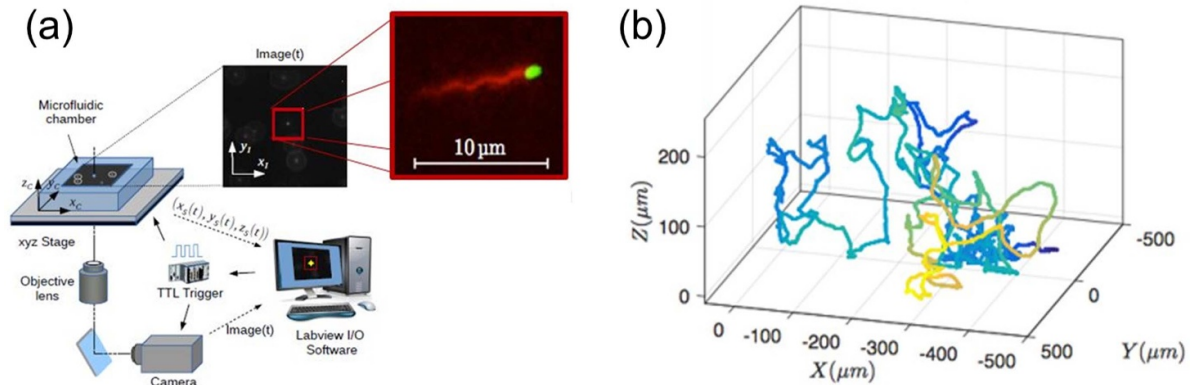 (a)
Image(t)
Microfluidic
chamber
10 μm
y_I
x_I
z_C
y_C
x_C
(x_S(t), y_S(t), z_S(t))
xyz Stage
Objective
lens
TTL Trigger
Image(t)
Labview I/O
Software
Camera
(b)
Z(μm)
200
100
0
0
-100
-200
-300
-400
-500
X(μm)
500
0
-500
Y(μm)